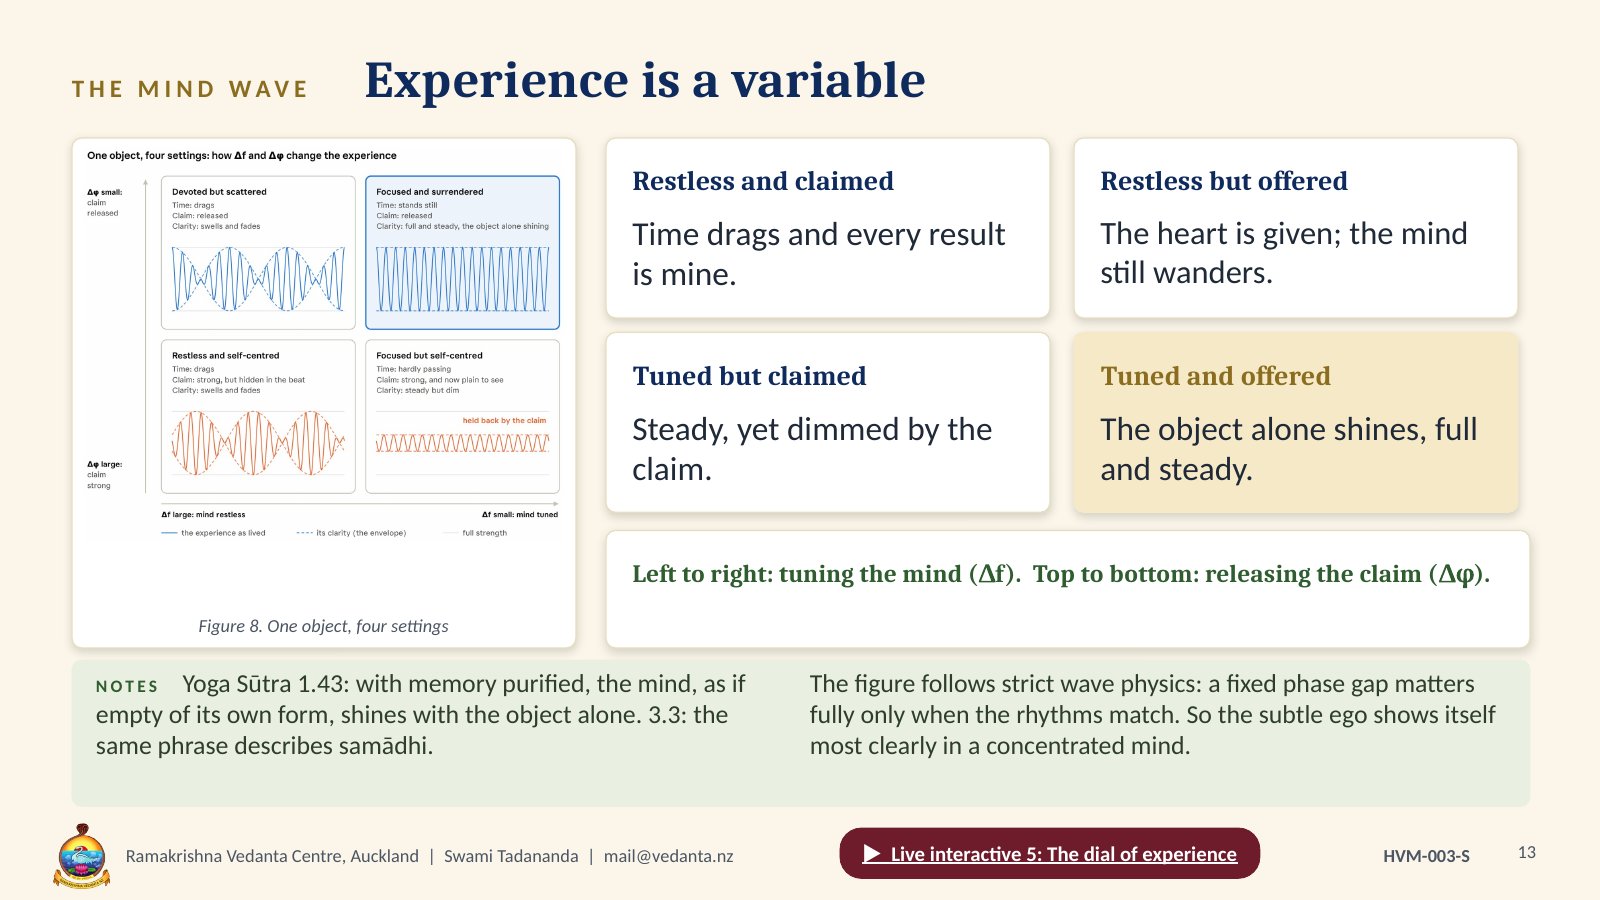 THE MIND WAVE
Experience is a variable
One object, four settings: how Δf and Δφ change the experience
Δφ small:
claim
released
Devoted but scattered
Time: drags
Claim: released
Clarity: swells and fades
Focused and surrendered
Time: stands still
Claim: released
Clarity: full and steady, the object alone shining
Restless and self-centred
Time: drags
Claim: strong, but hidden in the beat
Clarity: swells and fades
Focused but self-centred
Time: hardly passing
Claim: strong, and now plain to see
Clarity: steady but dim
held back by the claim
Δφ large:
claim
strong
Δf large: mind restless
Δf small: mind tuned
the experience as lived
its clarity (the envelope)
full strength
Figure 8. One object, four settings
Restless and claimed
Time drags and every result
is mine.
Restless but offered
The heart is given; the mind
still wanders.
Tuned but claimed
Steady, yet dimmed by the
claim.
Tuned and offered
The object alone shines, full
and steady.
Left to right: tuning the mind (Δf). Top to bottom: releasing the claim (Δφ).
NOTES Yoga Sūtra 1.43: with memory purified, the mind, as if
empty of its own form, shines with the object alone. 3.3: the
same phrase describes samādhi.
The figure follows strict wave physics: a fixed phase gap matters
fully only when the rhythms match. So the subtle ego shows itself
most clearly in a concentrated mind.
Ramakrishna Vedanta Centre, Auckland | Swami Tadananda | mail@vedanta.nz
▶ Live interactive 5: The dial of experience
HVM-003-S
13